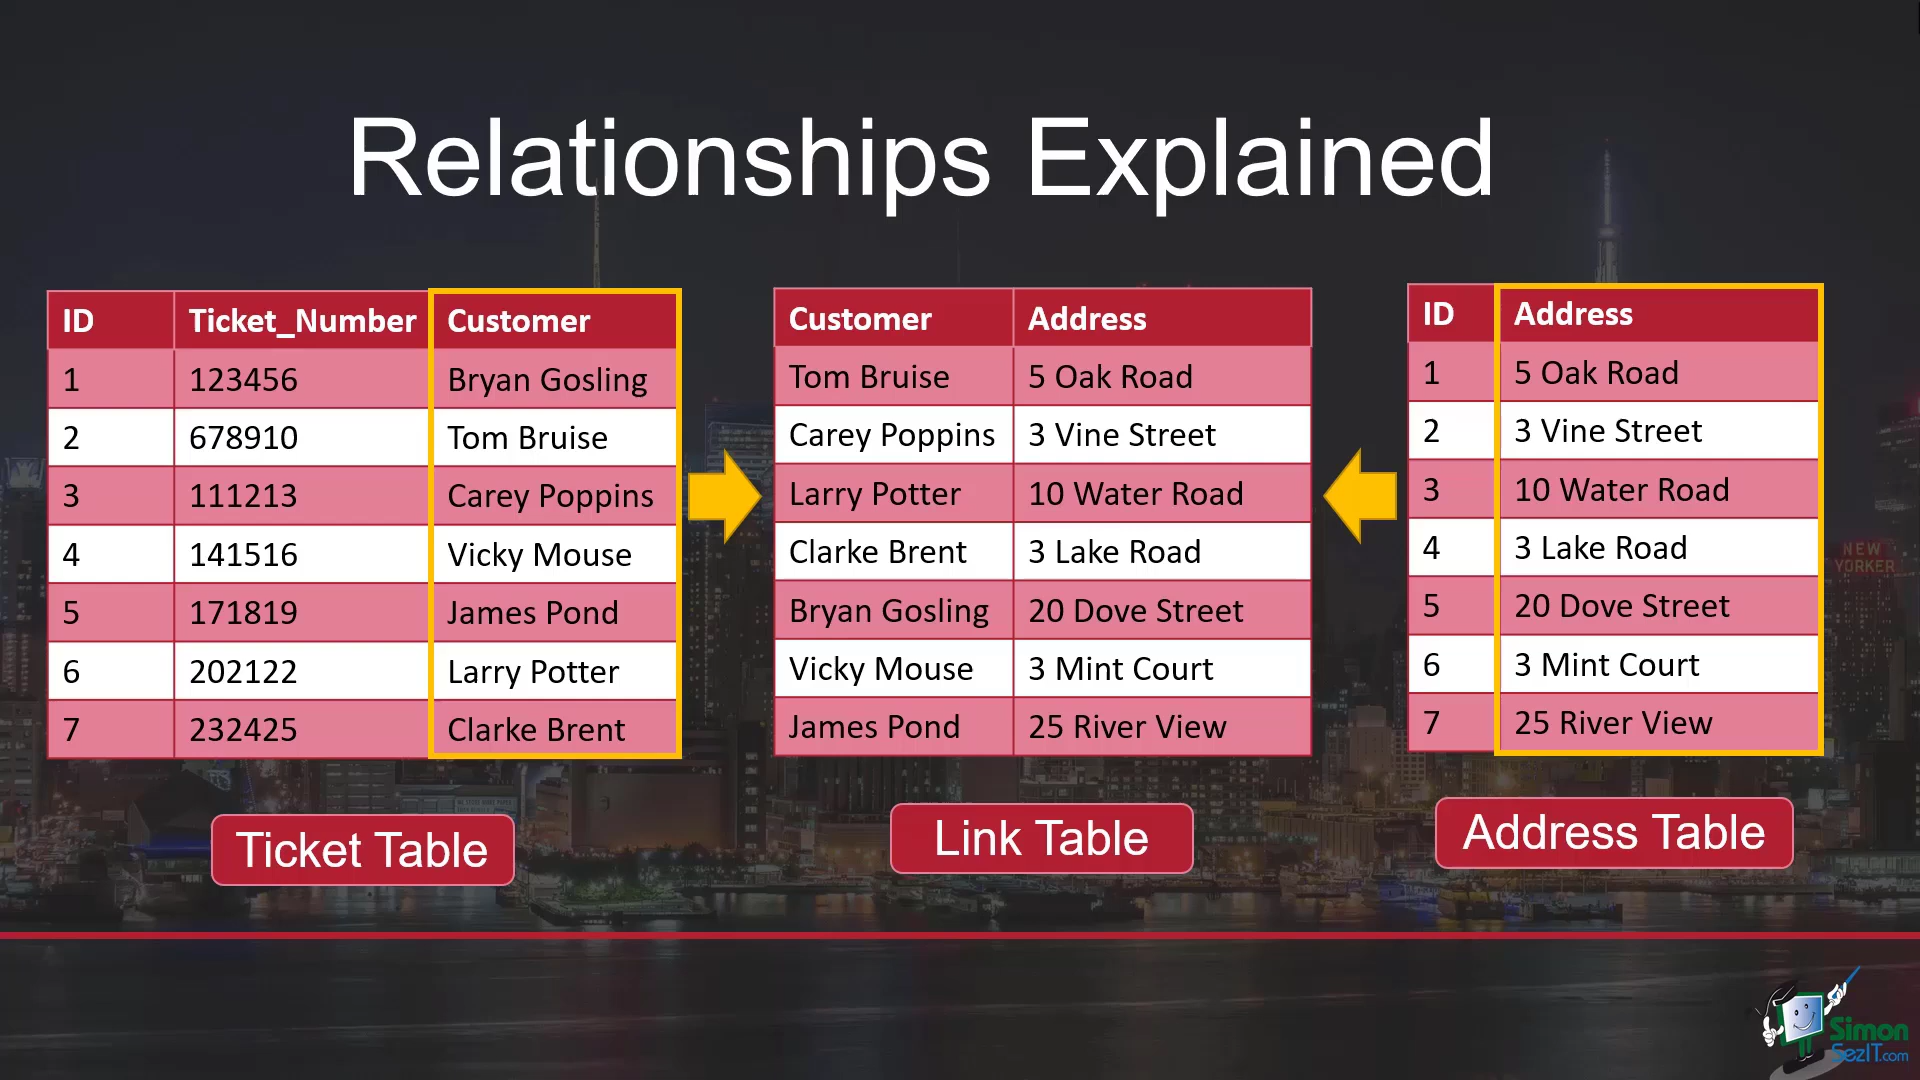 Relationships Explained
ID Ticket_Number Customer
1 123456 Bryan Gosling
2 678910 Tom Bruise
3 111213 Carey Poppins
4 141516 Vicky Mouse
5 171819 James Pond
6 202122 Larry Potter
7 232425 Clarke Brent
Ticket Table
Customer Address
Tom Bruise 5 Oak Road
Carey Poppins 3 Vine Street
Larry Potter 10 Water Road
Clarke Brent 3 Lake Road
Bryan Gosling 20 Dove Street
Vicky Mouse 3 Mint Court
James Pond 25 River View
Link Table
ID Address
1 5 Oak Road
2 3 Vine Street
3 10 Water Road
4 3 Lake Road
5 20 Dove Street
6 3 Mint Court
7 25 River View
Address Table
NEW
YORKER
Simon
SezIT.com